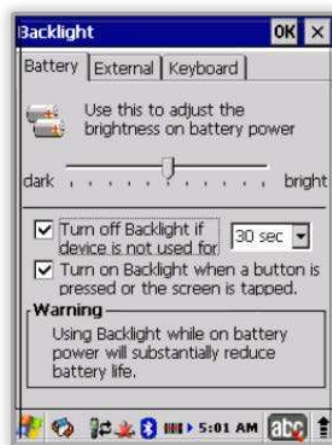 Backlight OK ×
Battery External Keyboard
Use this to adjust the
brightness on battery power
dark bright
Turn off Backlight if
device is not used for
30 sec
Turn on Backlight when a button is
pressed or the screen is tapped.
Warning
Using Backlight while on battery
power will substantially reduce
battery life.
5:01 AM abc